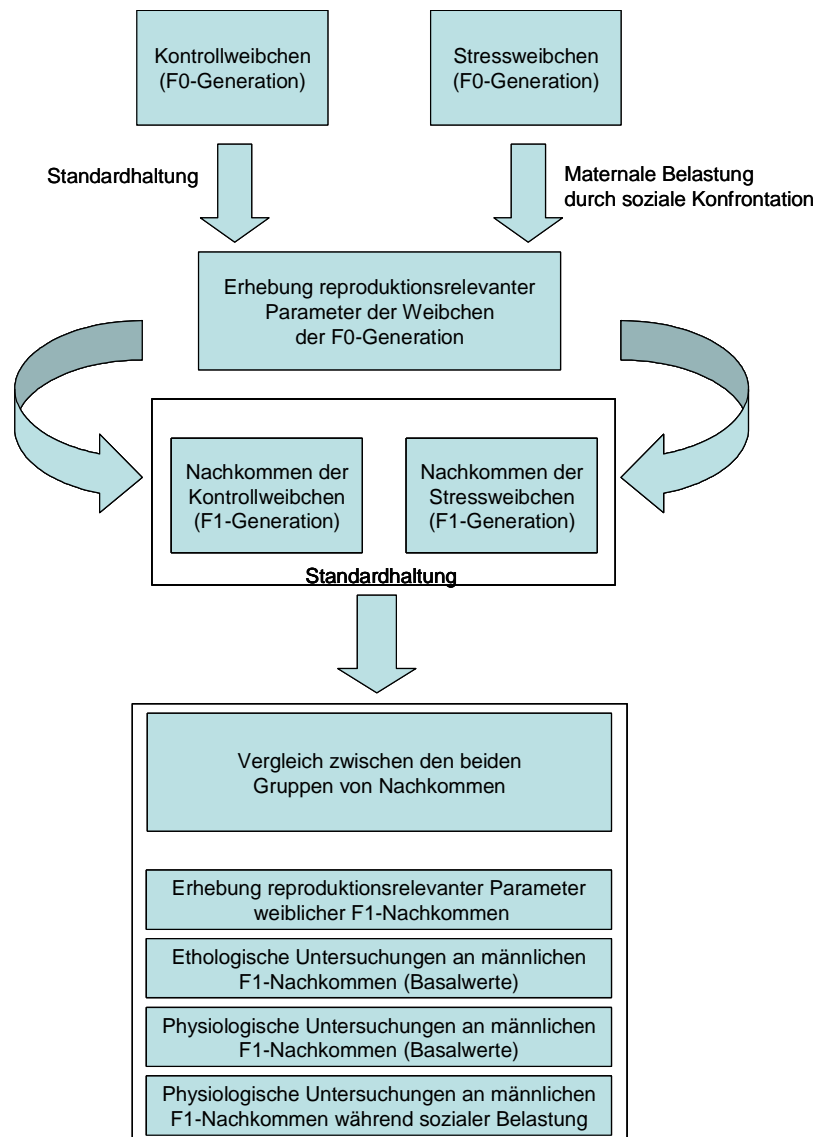 Kontrollweibchen
(F0-Generation)
Stressweibchen
(F0-Generation)
Standardhaltung
Maternale Belastung
durch soziale Konfrontation
Erhebung reproduktionsrelevanter
Parameter der Weibchen
der F0-Generation
Nachkommen der
Kontrollweibchen
(F1-Generation)
Nachkommen der
Stressweibchen
(F1-Generation)
Standardhaltung
Vergleich zwischen den beiden
Gruppen von Nachkommen
Erhebung reproduktionsrelevanter Parameter
weiblicher F1-Nachkommen
Ethologische Untersuchungen an männlichen
F1-Nachkommen (Basalwerte)
Physiologische Untersuchungen an männlichen
F1-Nachkommen (Basalwerte)
Physiologische Untersuchungen an männlichen
F1-Nachkommen während sozialer Belastung